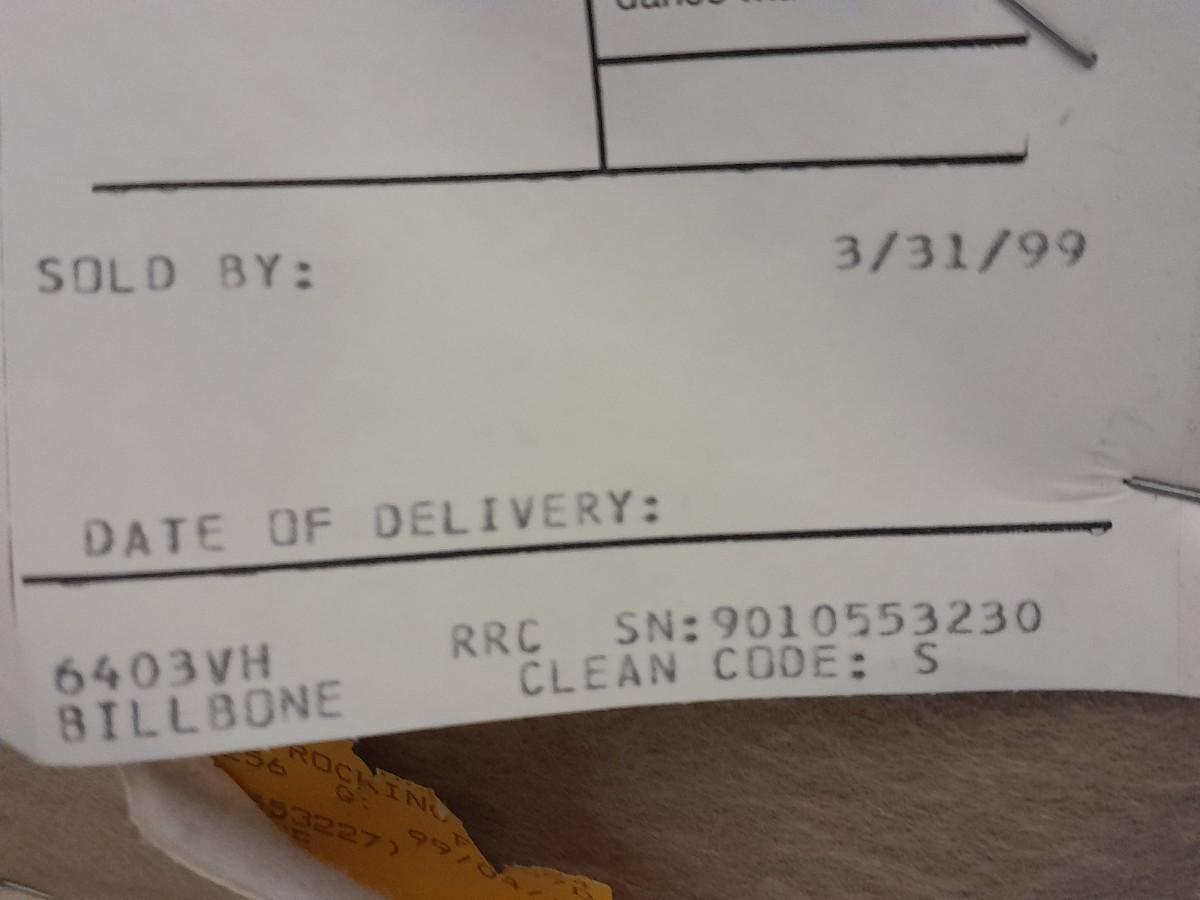 SOLD BY: 3/31/99
DATE OF DELIVERY:
6403VH RRC SN:9010553230
BILLBONE CLEAN CODE: S